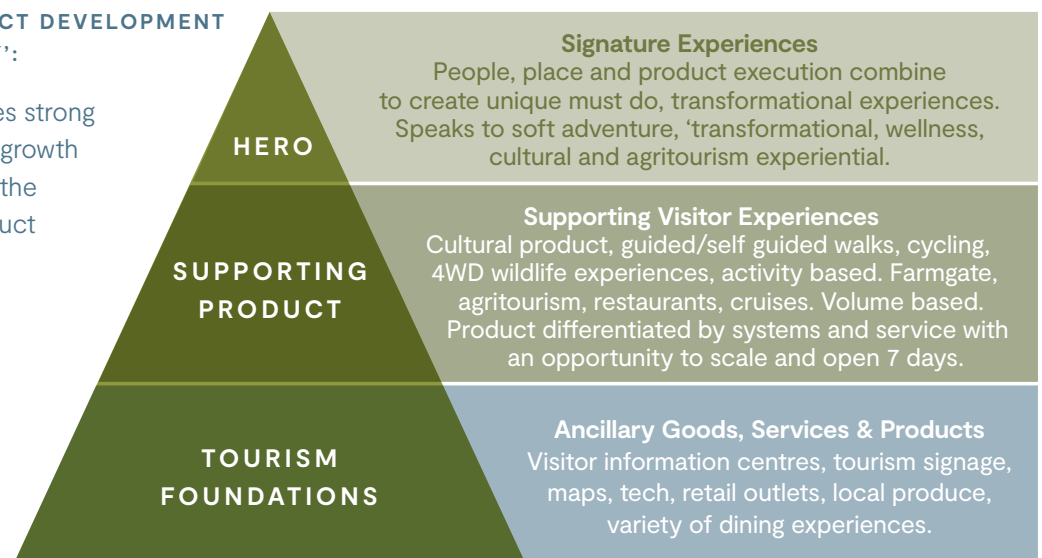 CT DEVELOPMENT
’:
es strong
growth
the
uct
HERO
Signature Experiences
People, place and product execution combine
to create unique must do, transformational experiences.
Speaks to soft adventure, ‘transformational, wellness,
cultural and agritourism experiential.
SUPPORTING
PRODUCT
Supporting Visitor Experiences
Cultural product, guided/self guided walks, cycling,
4WD wildlife experiences, activity based. Farmgate,
agritourism, restaurants, cruises. Volume based.
Product differentiated by systems and service with
an opportunity to scale and open 7 days.
TOURISM
FOUNDATIONS
Ancillary Goods, Services & Products
Visitor information centres, tourism signage,
maps, tech, retail outlets, local produce,
variety of dining experiences.